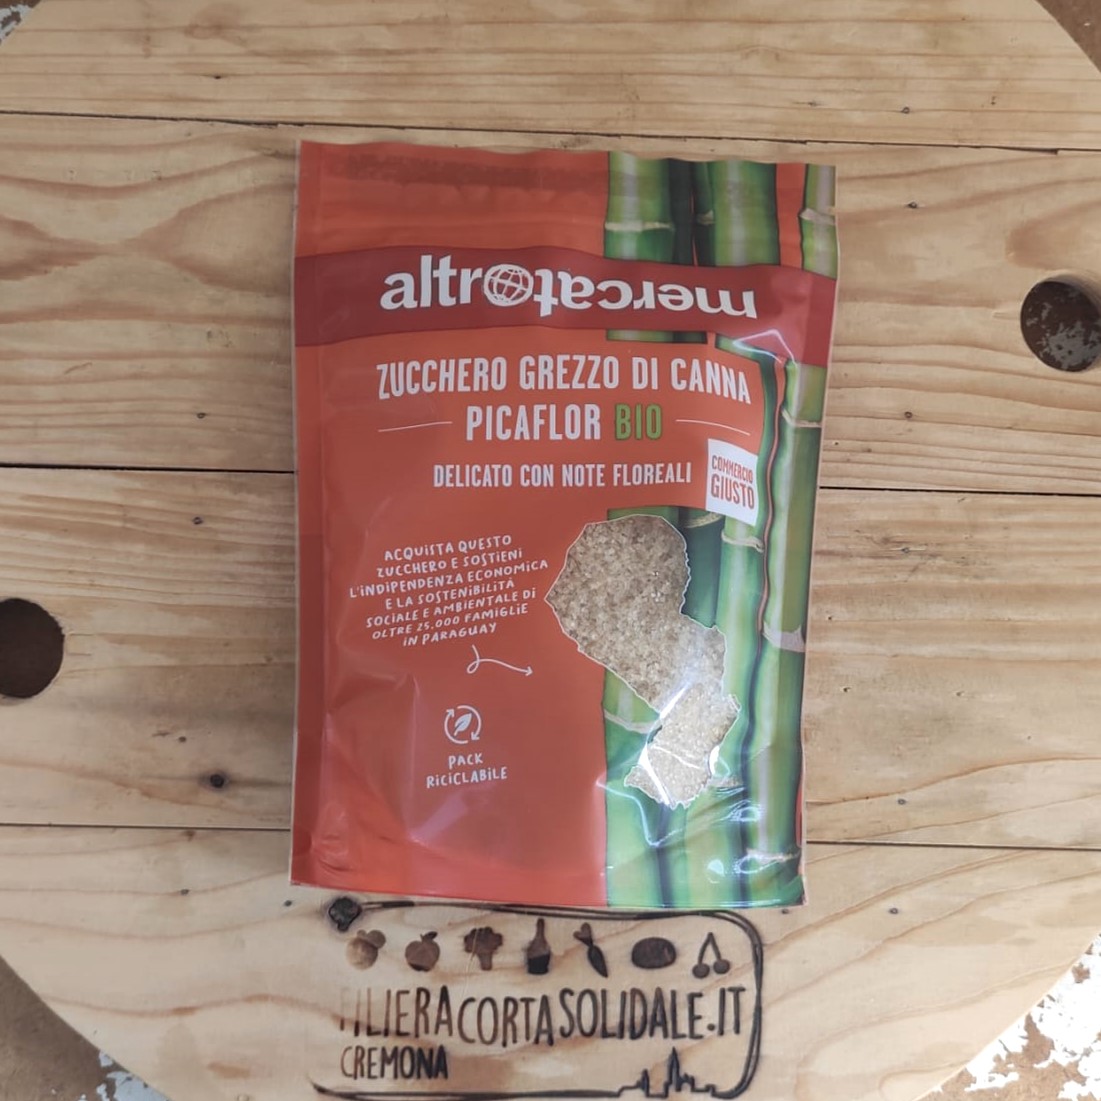 altromercato
ZUCCHERO GREZZO DI CANNA
PICAFLOR BIO
DELICATO CON NOTE FLOREALI
COMMERCIO
GIUSTO
ACQUISTA QUESTO
ZUCCHERO E SOSTIENI
L'INDIPENDENZA ECONOMICA
E LA SOSTENIBILITÀ
SOCIALE E AMBIENTALE DI
OLTRE 25.000 FAMIGLIE
IN PARAGUAY
PACK
RICICLABILE
FILIERACORTASOLIDALE.IT
CREMONA